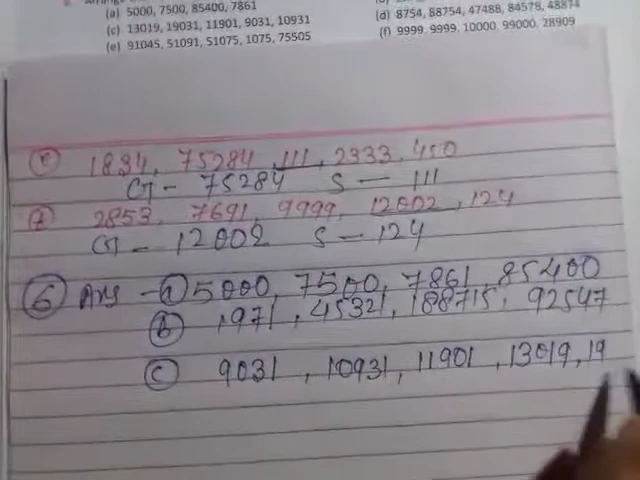 (a) 5000, 7500, 85400, 7861
(c) 13019, 19031, 11901, 9031, 10931
(e) 91045, 51091, 51075, 1075, 75505
(d) 8754, 88754, 47488, 84578, 48874
(f) 9999, 9999, 10000, 99000, 28909
(e) 1834, 75284, 111, 2333, 450
G - 75284 S - 111
(f) 2853, 7691, 9999, 12002, 124
G - 12002 S - 124
(6) Ans - (a) 5000, 7500, 7861, 85400
(b) 1971, 45321, 188715, 92547
(c) 9031, 10931, 11901, 13019, 19